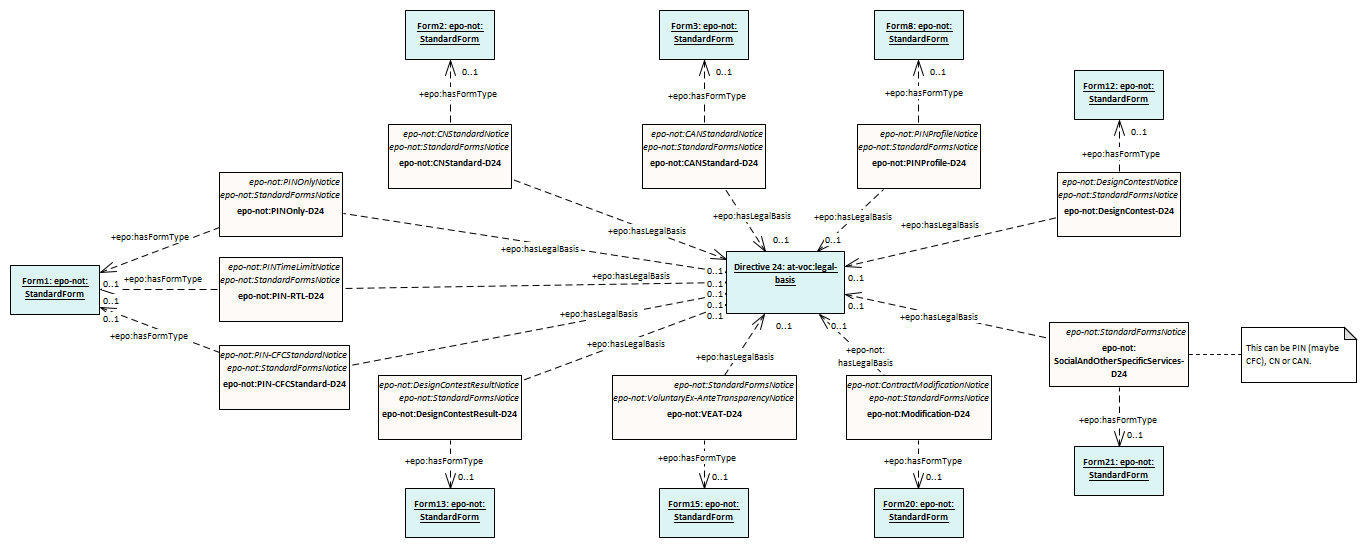 Form2: epo-not:
StandardForm
0..1
+epo:hasFormType
epo-not:CNStandardNotice
epo-not:StandardFormsNotice
epo-not:CNStandard-D24
+epo:hasLegalBasis
Form3: epo-not:
StandardForm
0..1
+epo:hasFormType
epo-not:CANStandardNotice
epo-not:StandardFormsNotice
epo-not:CANStandard-D24
+epo:hasLegalBasis
0..1
Form8: epo-not:
StandardForm
0..1
+epo:hasFormType
epo-not:PINProfileNotice
epo-not:StandardFormsNotice
epo-not:PINProfile-D24
+epo:hasLegalBasis
0..1
Form12: epo-not:
StandardForm
0..1
+epo:hasFormType
epo-not:DesignContestNotice
epo-not:StandardFormsNotice
epo-not:DesignContest-D24
+epo:hasLegalBasis
0..1
epo-not:PINOnlyNotice
epo-not:StandardFormsNotice
epo-not:PINOnly-D24
+epo:hasFormType
+epo:hasLegalBasis
Form1: epo-not:
StandardForm
0..1
0..1
0..1
+epo:hasFormType
epo-not:PINTimeLimitNotice
epo-not:StandardFormsNotice
epo-not:PIN-RTL-D24
+epo:hasLegalBasis
+epo:hasFormType
epo-not:PIN-CFCStandardNotice
epo-not:StandardFormsNotice
epo-not:PIN-CFCStandard-D24
+epo:hasLegalBasis
0..1
0..1
0..1
0..1
0..1
Directive 24: at-voc:legal-
basis
0..1
+epo:hasLegalBasis
epo-not:StandardFormsNotice
epo-not:
SocialAndOtherSpecificServices-
D24
This can be PIN (maybe
CFC), CN or CAN.
+epo:hasFormType
0..1
Form21: epo-not:
StandardForm
+epo:hasLegalBasis
epo-not:DesignContestResultNotice
epo-not:StandardFormsNotice
epo-not:DesignContestResult-D24
+epo:hasFormType
0..1
Form13: epo-not:
StandardForm
0..1
+epo:hasLegalBasis
epo-not:StandardFormsNotice
epo-not:VoluntaryEx-AnteTransparencyNotice
epo-not:VEAT-D24
+epo:hasFormType
0..1
Form15: epo-not:
StandardForm
0..1
+epo-not:
hasLegalBasis
epo-not:ContractModificationNotice
epo-not:StandardFormsNotice
epo-not:Modification-D24
+epo:hasFormType
0..1
Form20: epo-not:
StandardForm